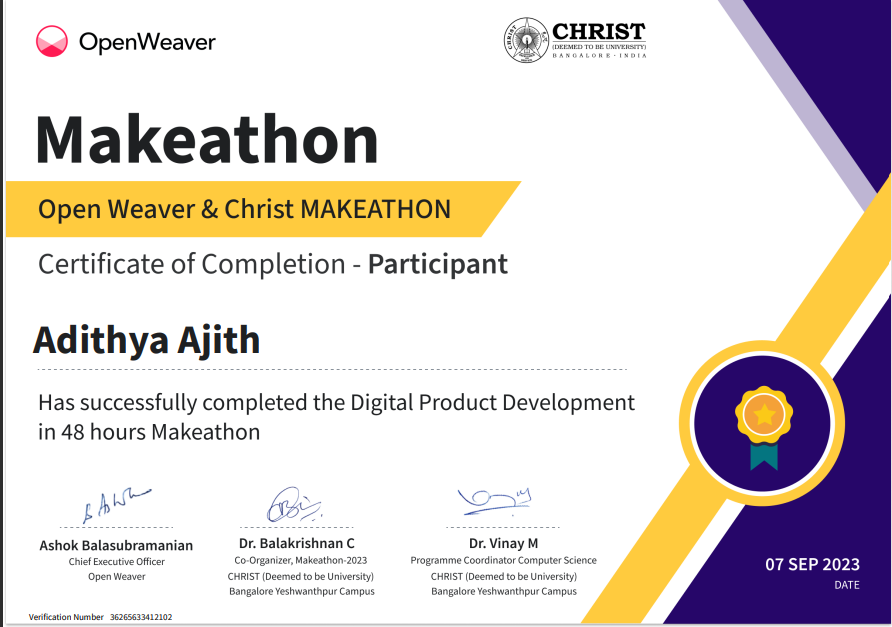 OpenWeaver
CHRIST
(DEEMED TO BE UNIVERSITY)
BANGALORE · INDIA
Makeathon
Open Weaver & Christ MAKEATHON
Certificate of Completion - Participant
Adithya Ajith
Has successfully completed the Digital Product Development
in 48 hours Makeathon
Ashok Balasubramanian
Chief Executive Officer
Open Weaver
Dr. Balakrishnan C
Co-Organizer, Makeathon-2023
CHRIST (Deemed to be University)
Bangalore Yeshwanthpur Campus
Dr. Vinay M
Programme Coordinator Computer Science
CHRIST (Deemed to be University)
Bangalore Yeshwanthpur Campus
07 SEP 2023
DATE
Verification Number 36265633412102